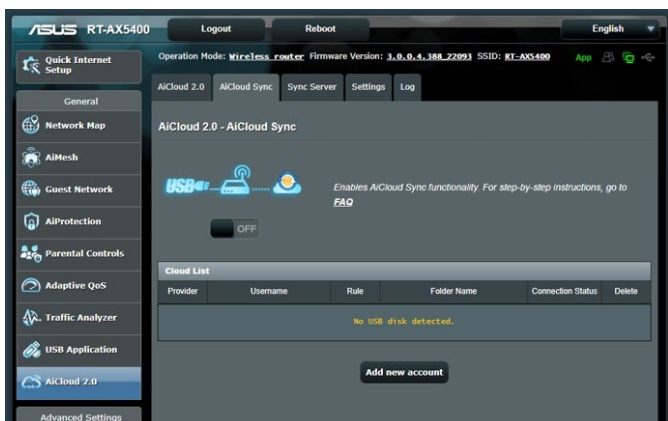 ASUS RT-AX5400
Logout
Reboot
English
Quick Internet
Setup
Operation Mode: Wireless router Firmware Version: 3.0.0.4.388_22093 SSID: RT-AX5400
App
AiCloud 2.0
AiCloud Sync
Sync Server
Settings
Log
General
Network Map
AiMesh
Guest Network
AiProtection
Parental Controls
Adaptive QoS
Traffic Analyzer
USB Application
AiCloud 2.0
Advanced Settings
AiCloud 2.0 - AiCloud Sync
USB
Enables AiCloud Sync functionality. For step-by-step instructions, go to
FAQ
OFF
Cloud List
Provider Username Rule Folder Name Connection Status Delete
No USB disk detected.
Add new account